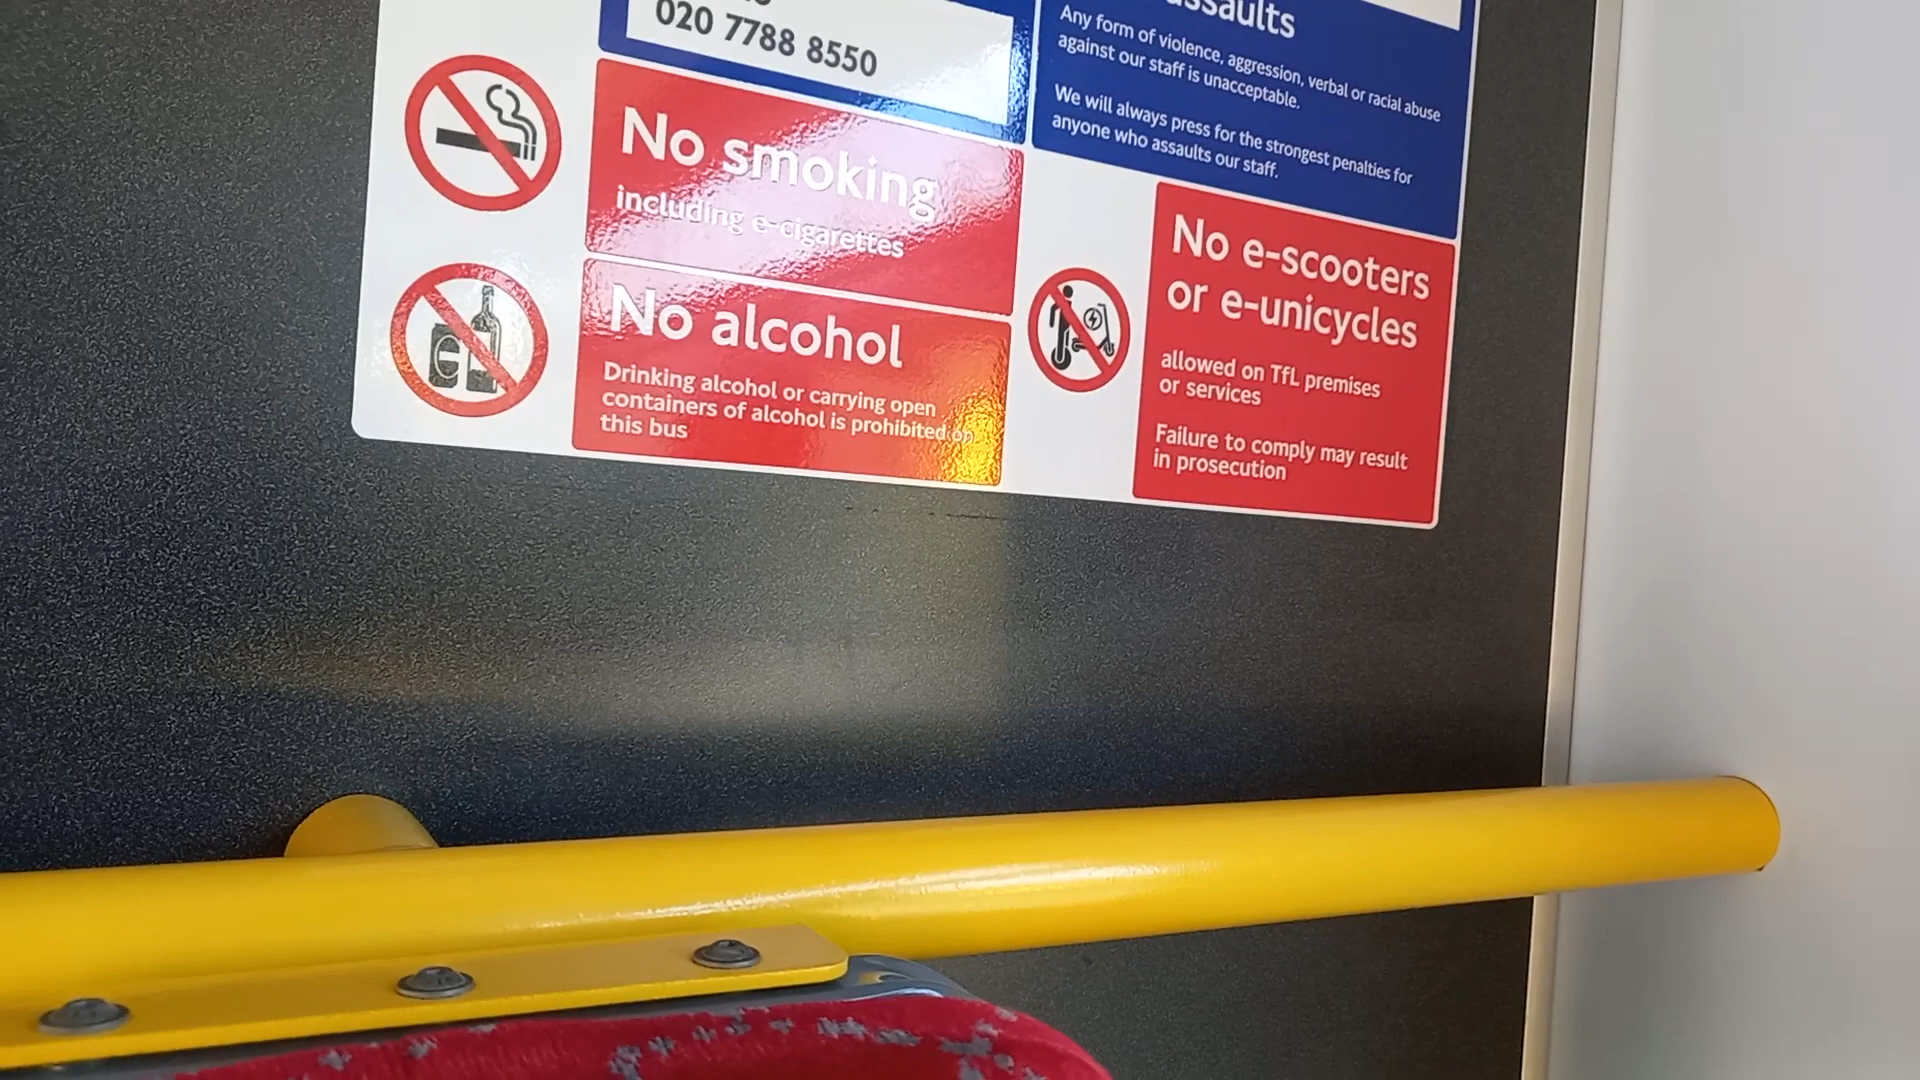 020 7788 8550
No smoking
including e-cigarettes
No alcohol
Drinking alcohol or carrying open
containers of alcohol is prohibited on
this bus
assaults
Any form of violence, aggression, verbal or racial abuse
against our staff is unacceptable.
We will always press for the strongest penalties for
anyone who assaults our staff.
No e-scooters
or e-unicycles
allowed on TfL premises
or services
Failure to comply may result
in prosecution